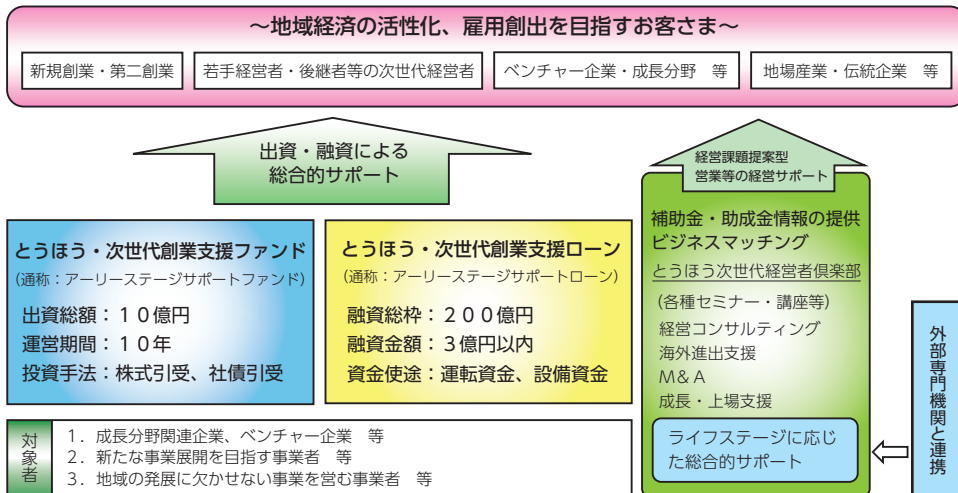 ～地域経済の活性化、雇用創出を目指すお客さま～
新規創業・第二創業
若手経営者・後継者等の次世代経営者
ベンチャー企業・成長分野　等
地場産業・伝統企業　等
出資・融資による
総合的サポート
経営課題提案型
営業等の経営サポート
とうほう・次世代創業支援ファンド
（通称：アーリーステージサポートファンド）
出資総額：１０億円
運営期間：１０年
投資手法：株式引受、社債引受
とうほう・次世代創業支援ローン
（通称：アーリーステージサポートローン）
融資総枠：２００億円
融資金額：３億円以内
資金使途：運転資金、設備資金
補助金・助成金情報の提供
ビジネスマッチング
とうほう次世代経営者倶楽部
（各種セミナー・講座等）
経営コンサルティング
海外進出支援
Ｍ＆Ａ
成長・上場支援
ライフステージに応じ
た総合的サポート
外部専門機関と連携
対象者
１．成長分野関連企業、ベンチャー企業　等
２．新たな事業展開を目指す事業者　等
３．地域の発展に欠かせない事業を営む事業者　等